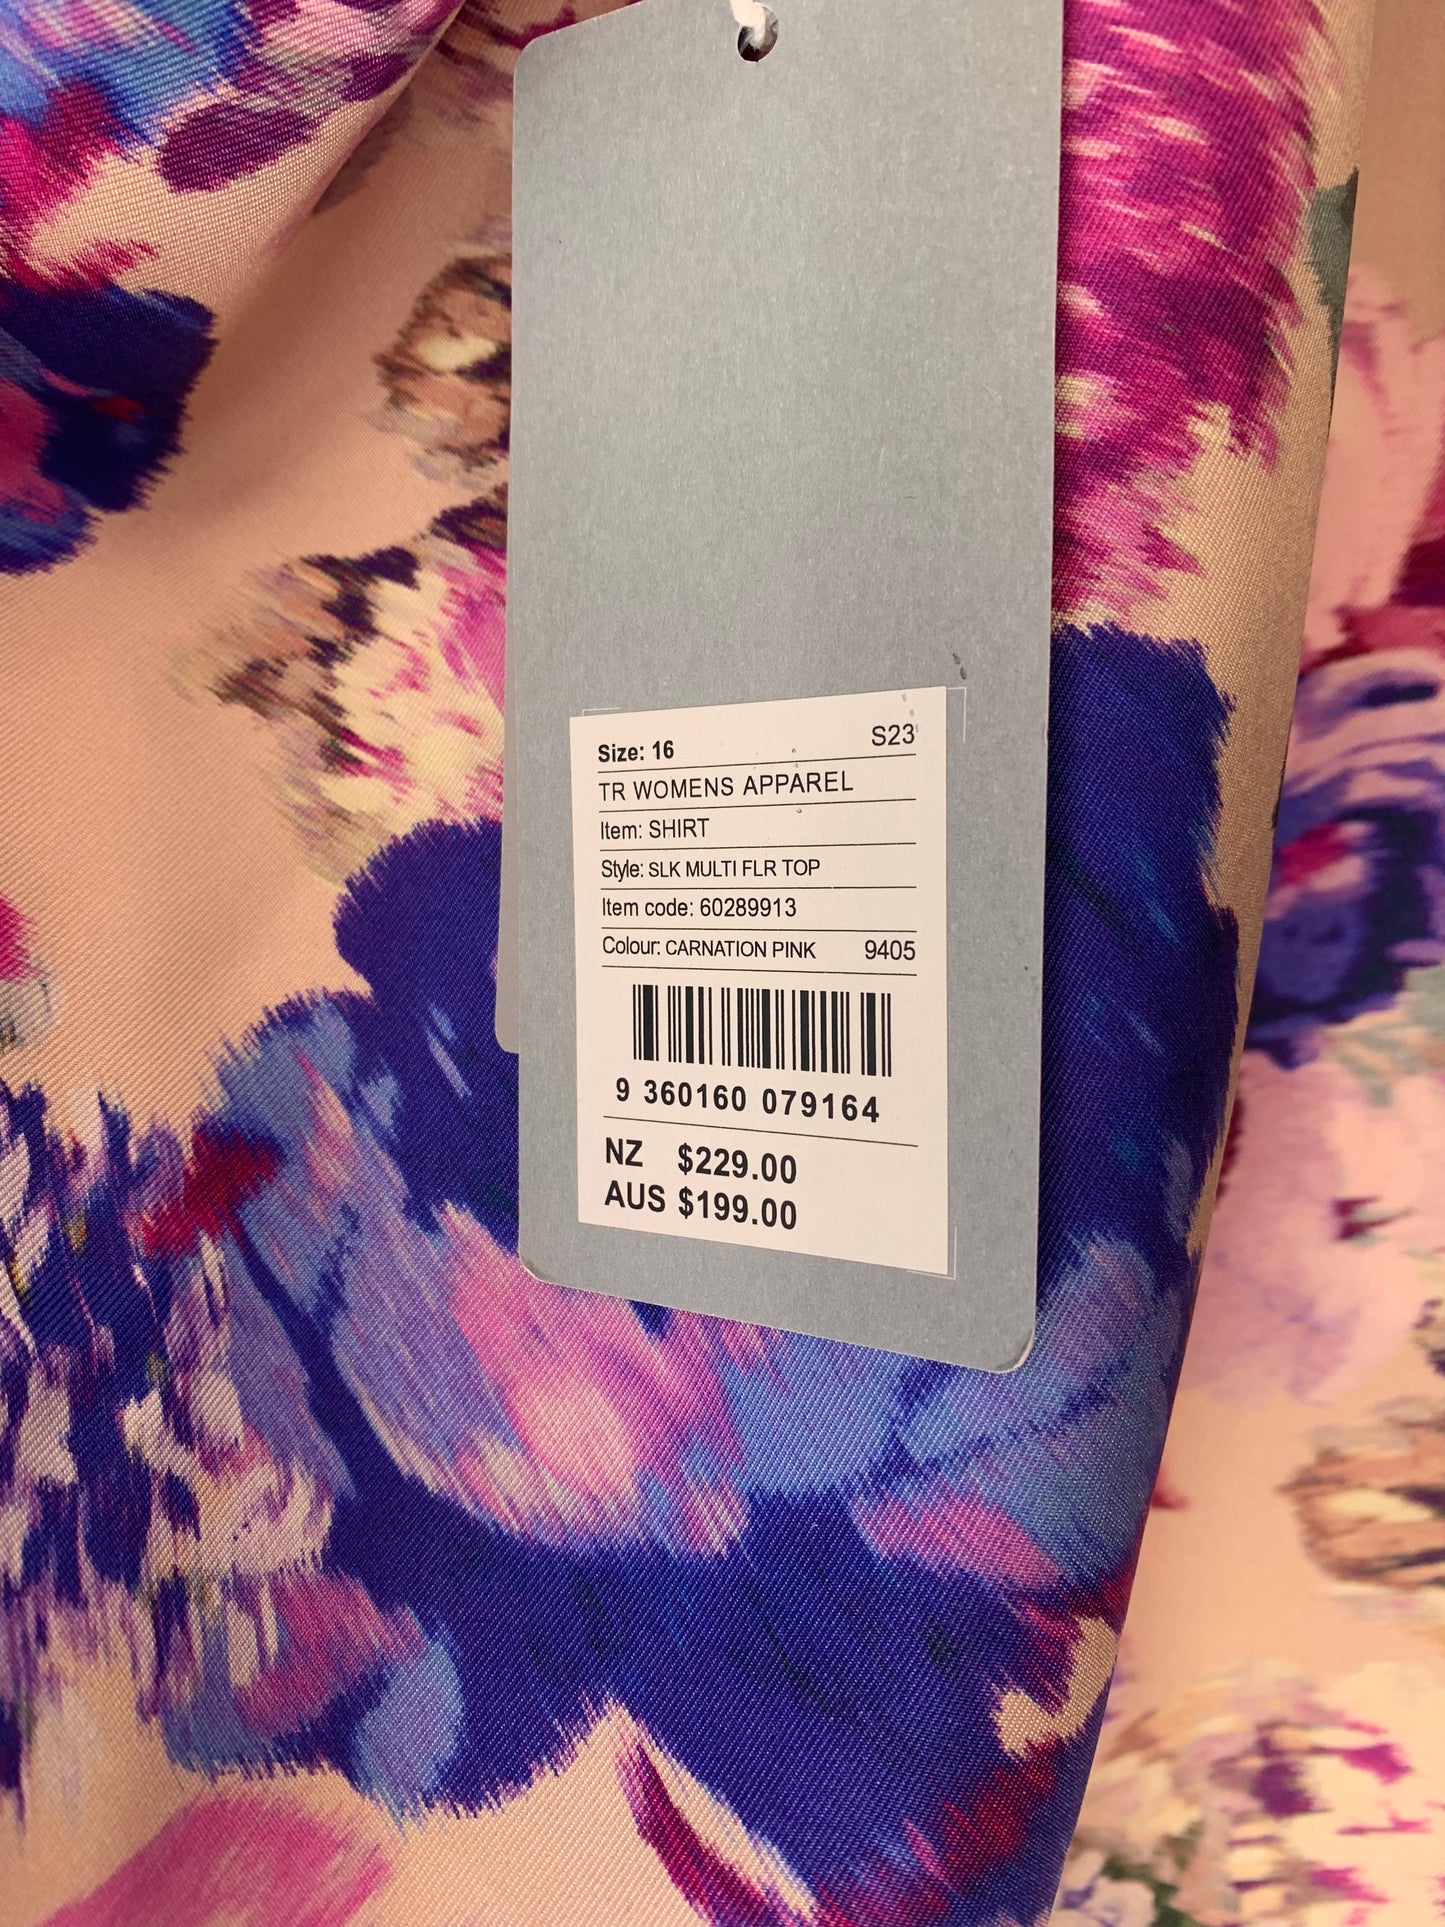 Size: 16 S23
TR WOMENS APPAREL
Item: SHIRT
Style: SLK MULTI FLR TOP
Item code: 60289913
Colour: CARNATION PINK 9405
9 360160 079164
NZ $229.00
AUS $199.00